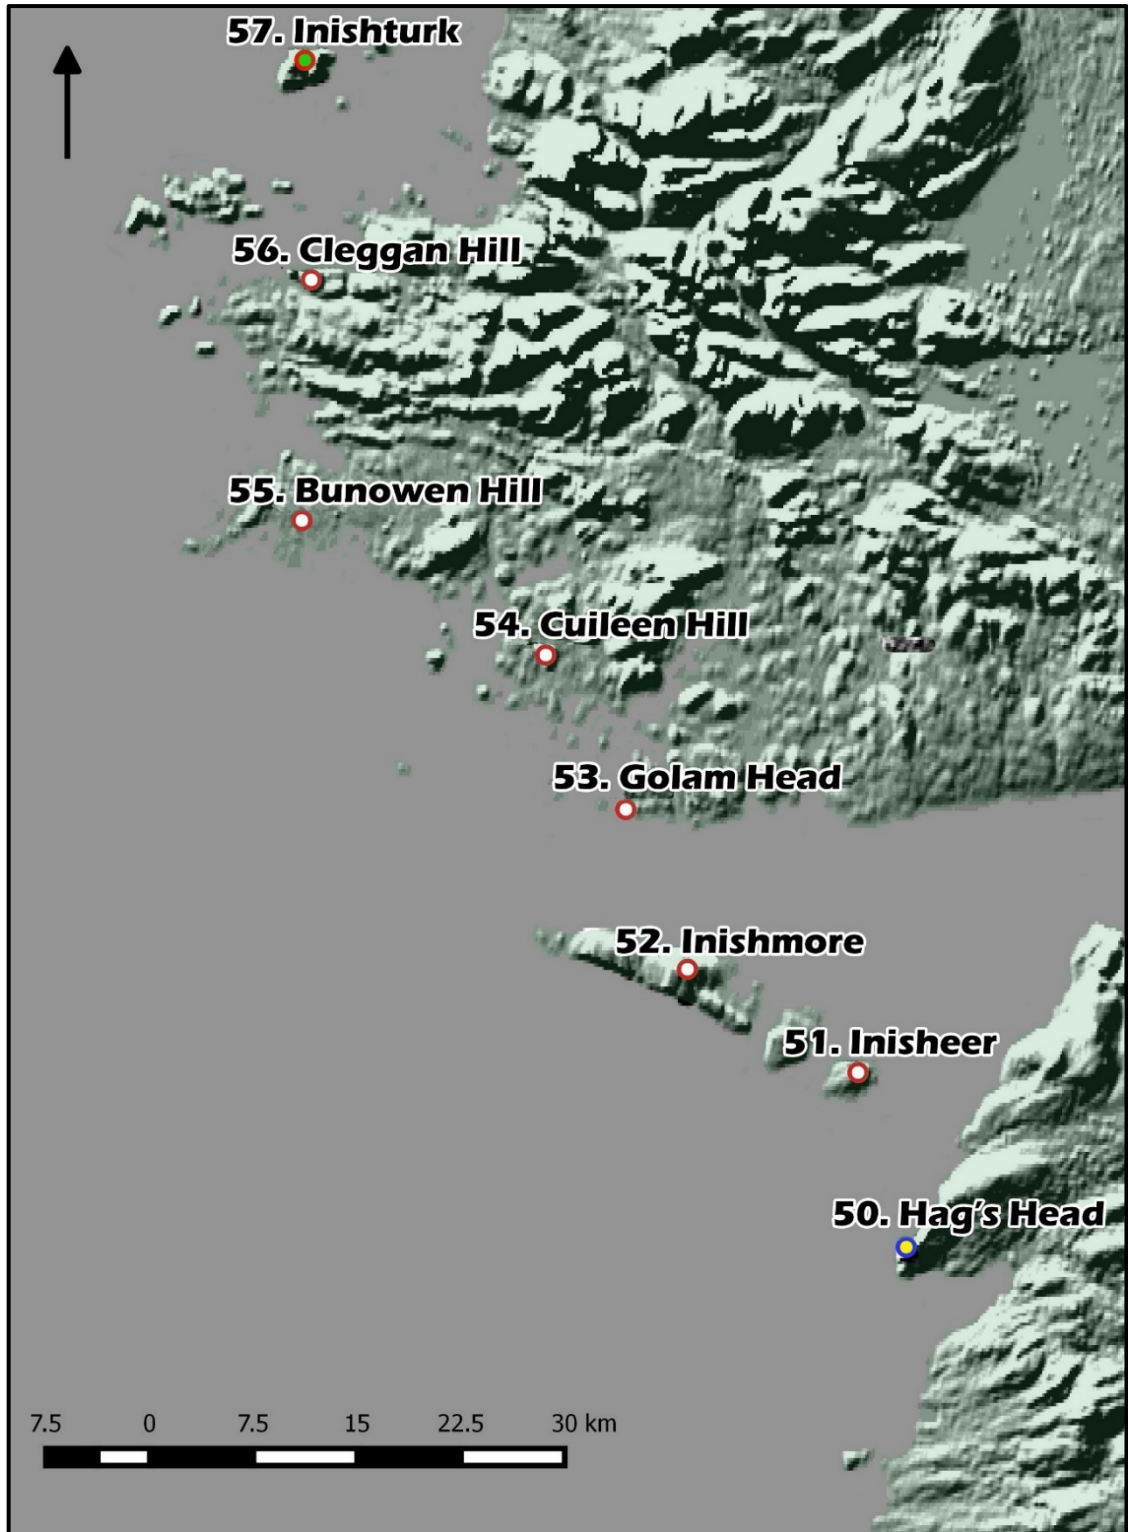 57. Inishturk
56. Cleggan Hill
55. Bunowen Hill
54. Cuileen Hill
53. Golam Head
52. Inishmore
51. Inisheer
50. Hag's Head
7.5 0 7.5 15 22.5 30 km